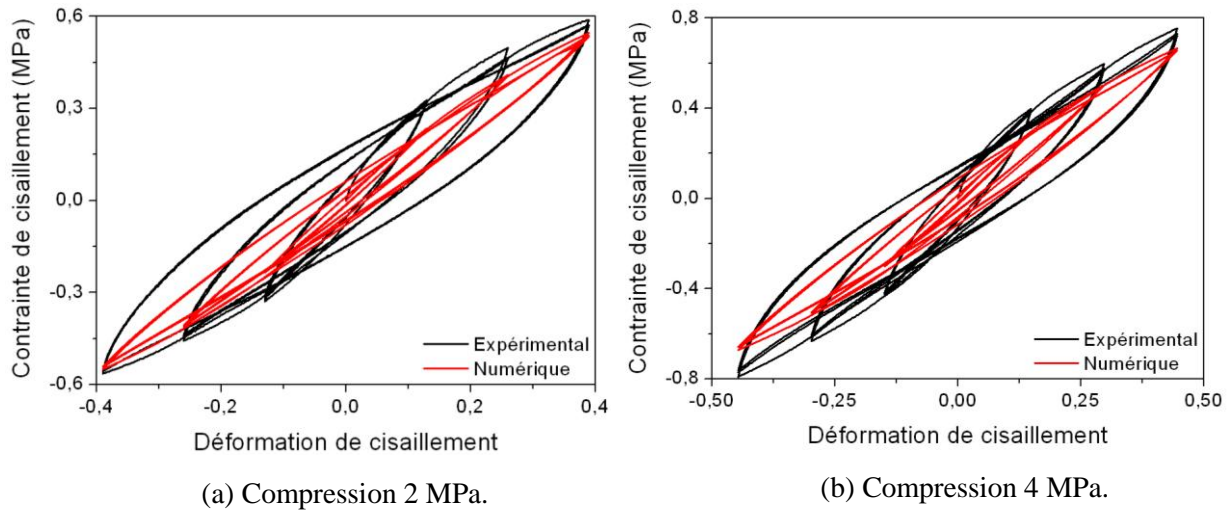 Contrainte de cisaillement (MPa)
0,6
0,3
0,0
-0,3
-0,6
-0,4
-0,2
0,0
0,2
0,4
Expérimental
Numérique
Déformation de cisaillement
(a) Compression 2 MPa.
Contrainte de cisaillement (MPa)
0,8
0,4
0,0
-0,4
-0,8
-0,50
-0,25
0,00
0,25
0,50
Expérimental
Numérique
Déformation de cisaillement
(b) Compression 4 MPa.